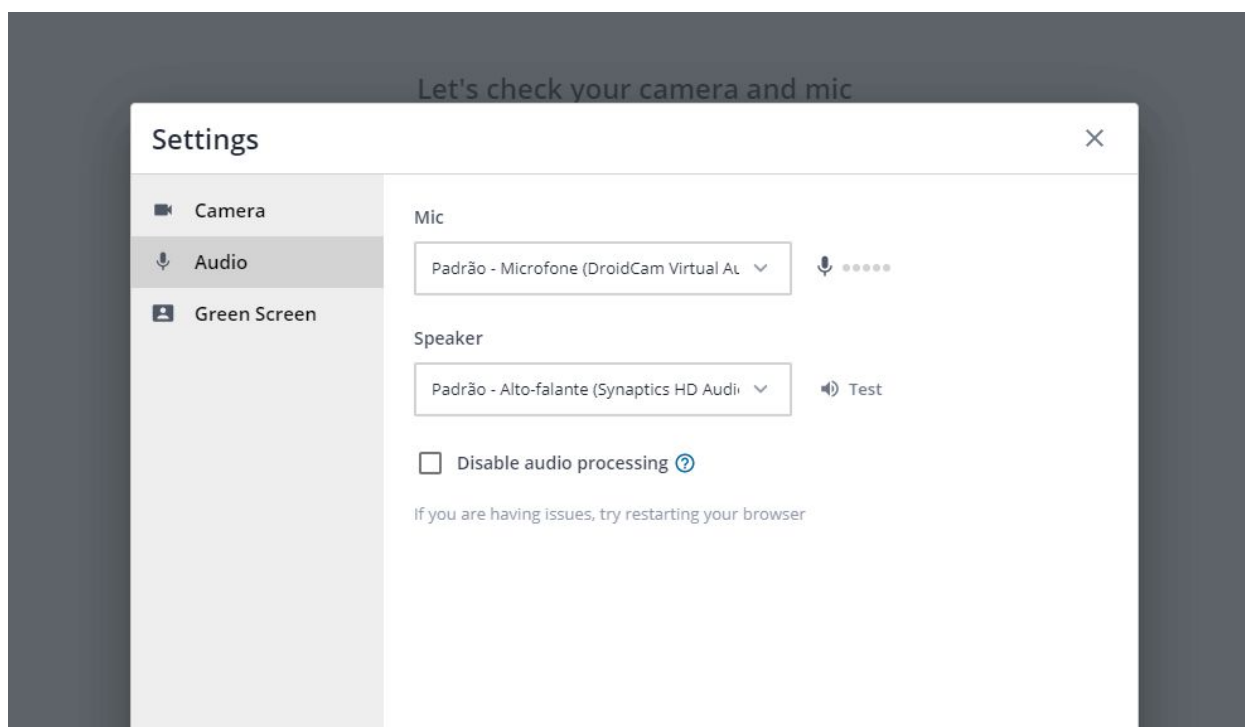 Let's check your camera and mic
Settings
Camera
Audio
Green Screen
Mic
Padrão - Microfone (DroidCam Virtual Au
Speaker
Padrão - Alto-falante (Synaptics HD Audi
Test
Disable audio processing
If you are having issues, try restarting your browser